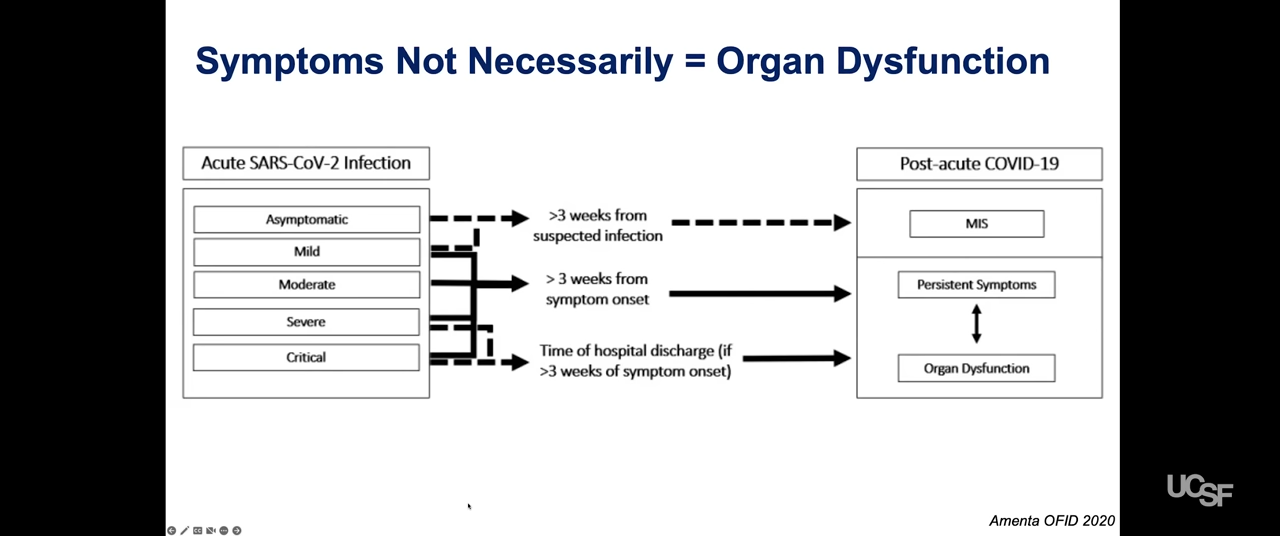 Symptoms Not Necessarily = Organ Dysfunction
Acute SARS-CoV-2 Infection
Asymptomatic
Mild
Moderate
Severe
Critical
>3 weeks from
suspected infection
> 3 weeks from
symptom onset
Time of hospital discharge (if
>3 weeks of symptom onset)
Post-acute COVID-19
MIS
Persistent Symptoms
Organ Dysfunction
UCSF
Amenta OFID 2020